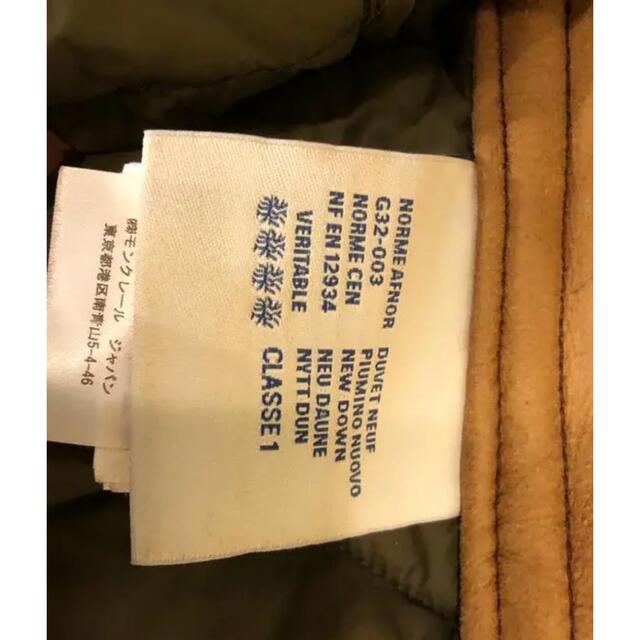 NORME AFNOR
G32-003
NORME CEN
NF EN 12934
VERITABLE
DUVET NEUF
PIUMINO NUOVO
NEW DOWN
NEU DAUNE
NYTT DUN
CLASSE 1
㈱モンクレール ジャパン
東京都港区南青山5-4-46